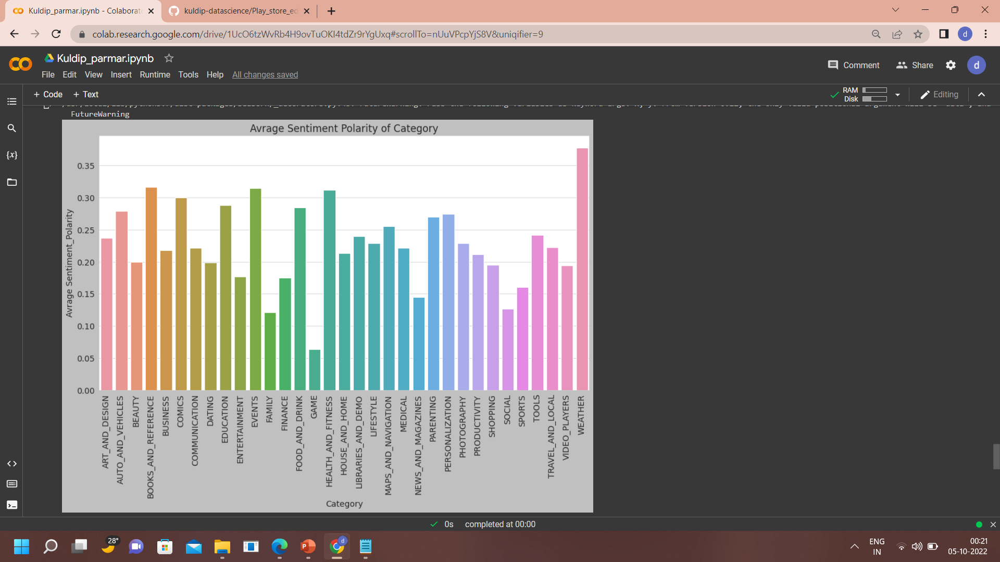 Kuldip_parmar.ipynb - Colaborat
kuldip-datascience/Play_store_ed
colab.research.google.com/drive/1UcO6tzWvRb4H9ovTuOKI4tdZr9rYgUxq#scrollTo=nUuVPcpYjS8V&uniqifier=9
d
Kuldip_parmar.ipynb
File Edit View Insert Runtime Tools Help All changes saved
Comment Share d
+ Code + Text
RAM
Disk
Editing
FutureWarning
{x}
Avrage Sentiment Polarity of Category
Avrage Sentiment_Polarity
0.35
0.30
0.25
0.20
0.15
0.10
0.05
0.00
ART_AND_DESIGN
AUTO_AND_VEHICLES
BEAUTY
BOOKS_AND_REFERENCE
BUSINESS
COMICS
COMMUNICATION
DATING
EDUCATION
ENTERTAINMENT
EVENTS
FAMILY
FINANCE
FOOD_AND_DRINK
GAME
HEALTH_AND_FITNESS
HOUSE_AND_HOME
LIBRARIES_AND_DEMO
LIFESTYLE
MAPS_AND_NAVIGATION
MEDICAL
NEWS_AND_MAGAZINES
PARENTING
PERSONALIZATION
PHOTOGRAPHY
PRODUCTIVITY
SHOPPING
SOCIAL
SPORTS
TOOLS
TRAVEL_AND_LOCAL
VIDEO_PLAYERS
WEATHER
Category
0s completed at 00:00
28°
d
ENG
IN
00:21
05-10-2022